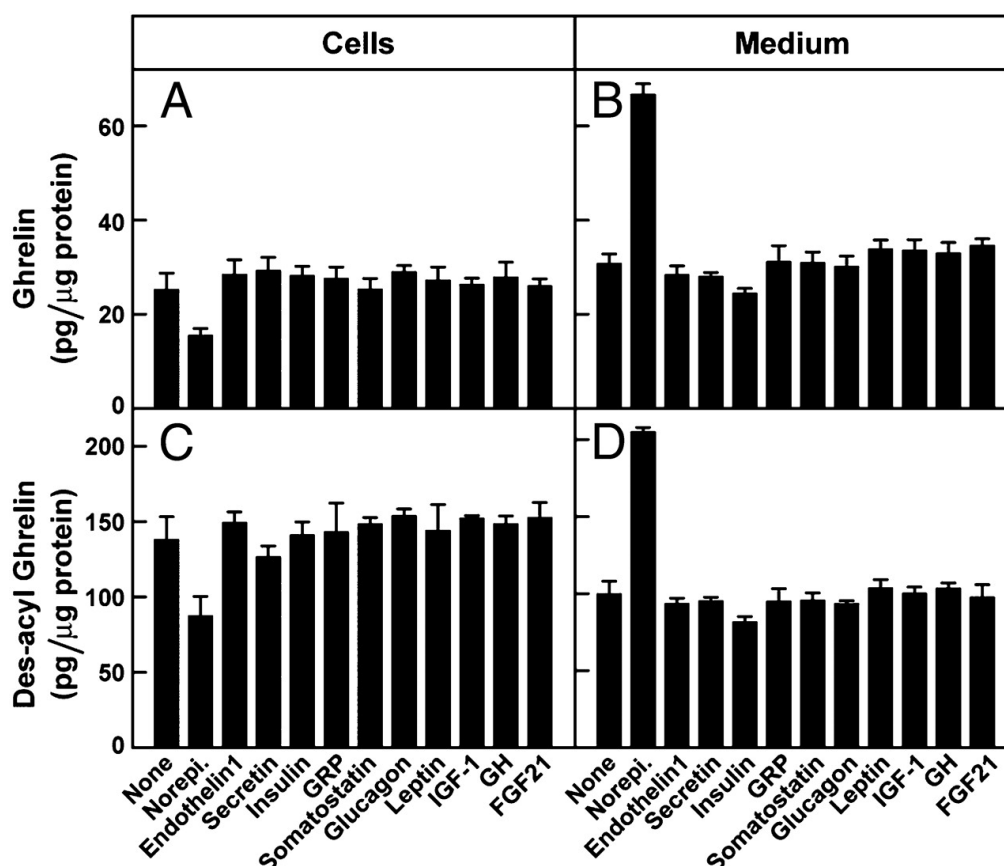 Cells
Medium
A
B
Ghrelin
(pg/μg protein)
60
40
20
0
C
D
Des-acyl Ghrelin
(pg/μg protein)
200
150
100
50
0
None
Norepi.
Endothelin1
Secretin
Insulin
GRP
Somatostatin
Glucagon
Leptin
IGF-1
GH
FGF21
None
Norepi.
Endothelin1
Secretin
Insulin
GRP
Somatostatin
Glucagon
Leptin
IGF-1
GH
FGF21